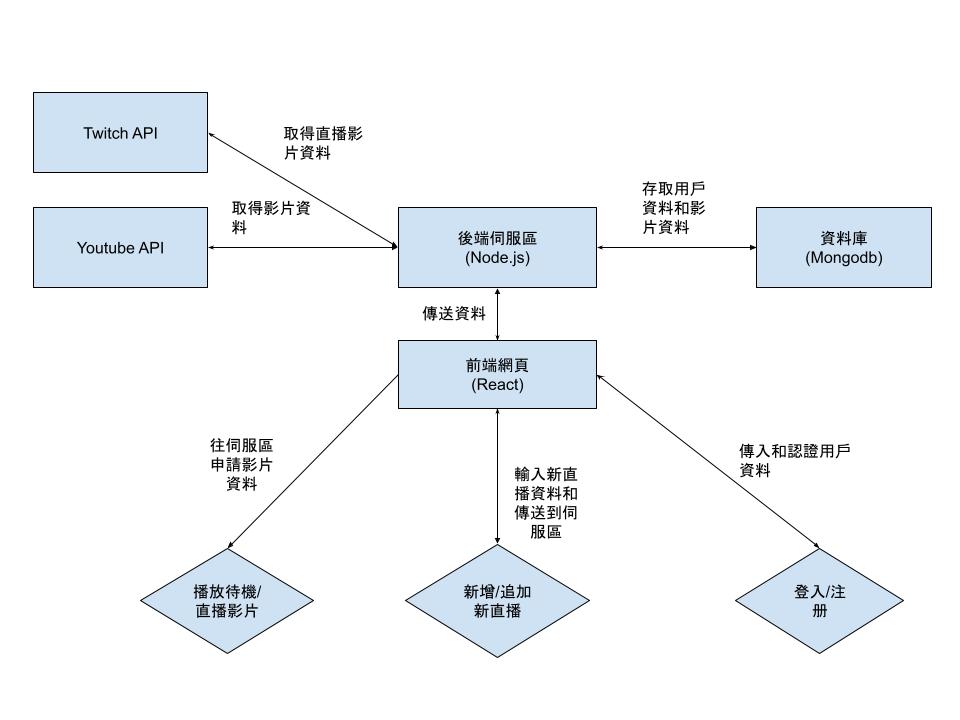 Twitch API
取得直播影
片資料
取得影片資
料
Youtube API
後端伺服區
(Node.js)
存取用戶
資料和影
片資料
資料庫
(Mongodb)
傳送資料
前端網頁
(React)
往伺服區
申請影片
資料
輸入新直
播資料和
傳送到伺
服區
傳入和認證用戶
資料
播放待機/
直播影片
新增/追加
新直播
登入/注
册